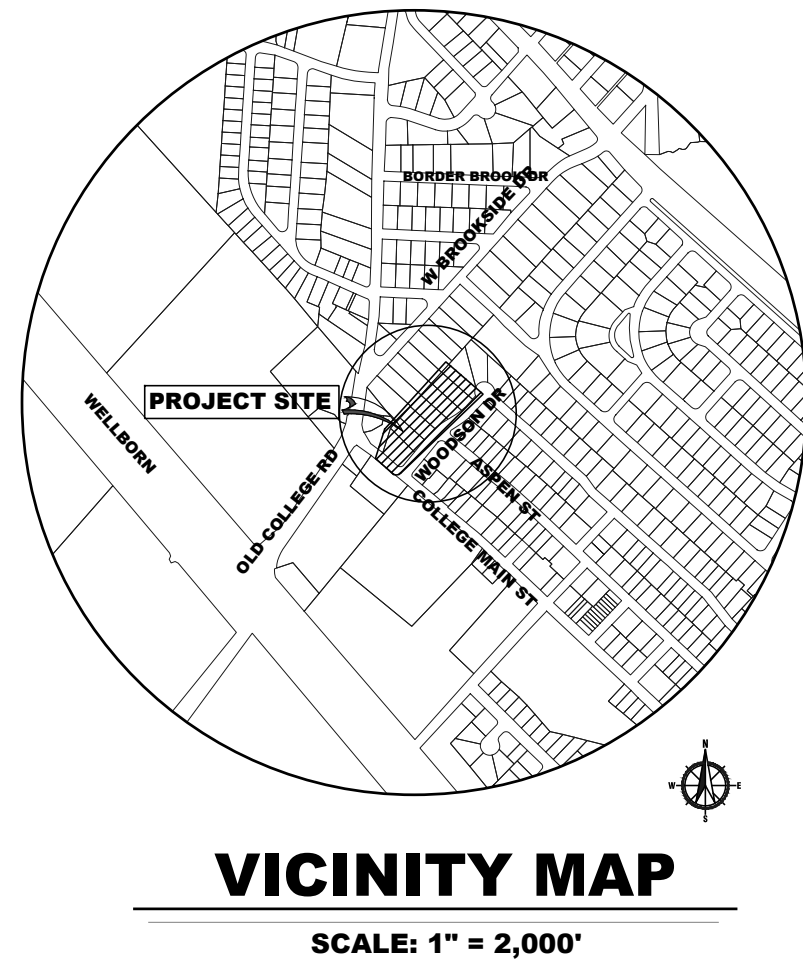 BORDER BROOK DR
W BROOKSIDE DR
PROJECT SITE
WELLBORN
WOODSON DR
OLD COLLEGE RD
ASPEN ST
COLLEGE MAIN ST
N
W
E
S
VICINITY MAP
SCALE: 1" = 2,000'